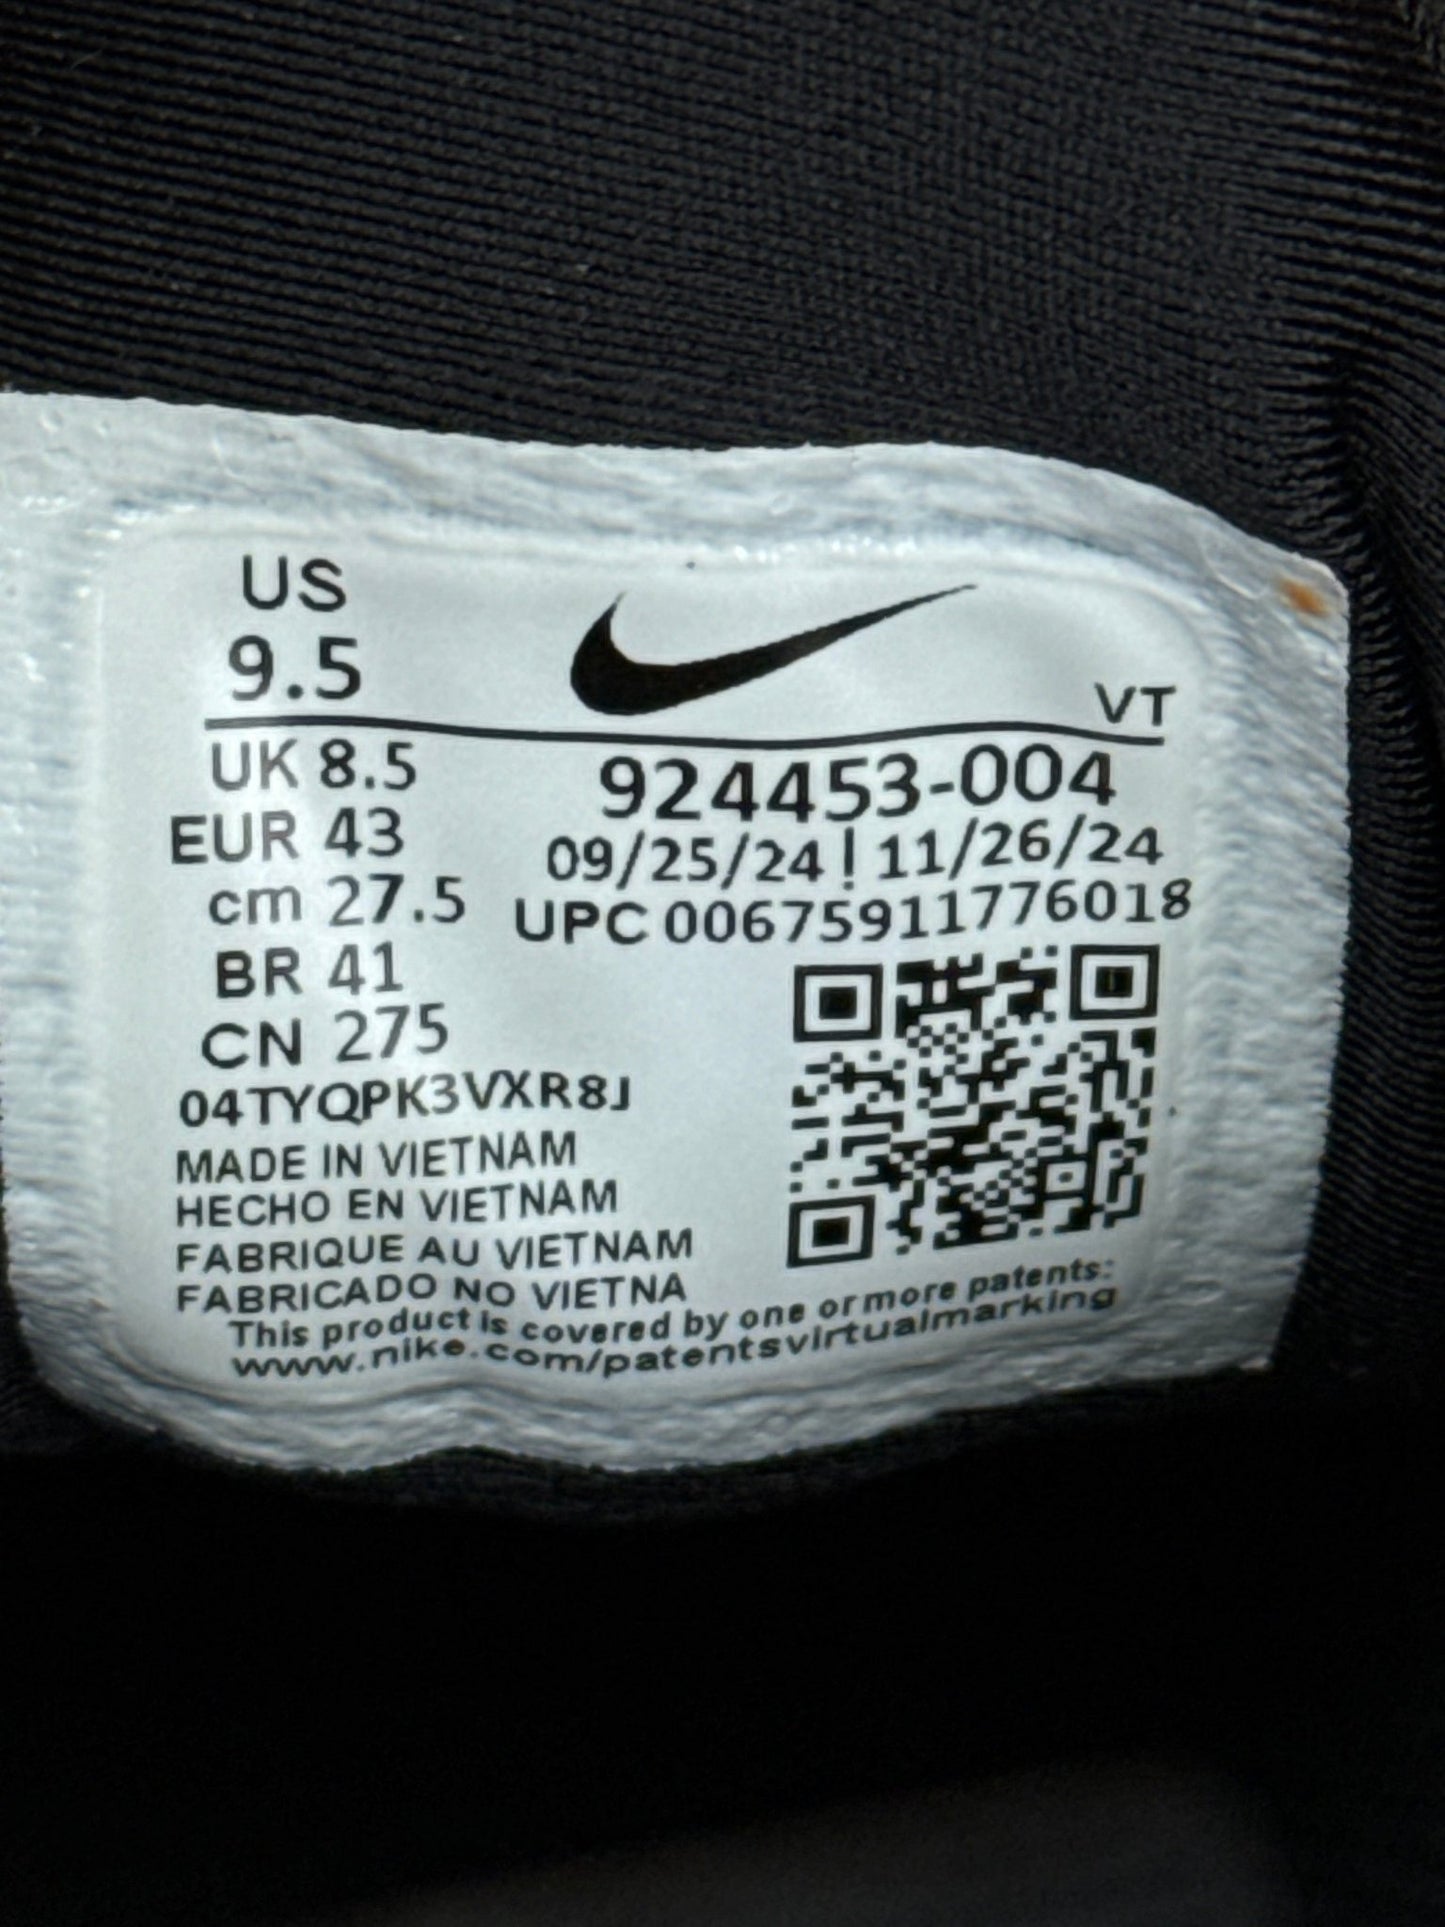 US
9.5
VT
UK 8.5
924453-004
EUR 43
09/25/24 | 11/26/24
cm 27.5
UPC 00675911776018
BR 41
CN 275
04TYQPK3VXR8J
MADE IN VIETNAM
HECHO EN VIETNAM
FABRIQUE AU VIETNAM
FABRICADO NO VIETNA
This product is covered by one or more patents:
www.nike.com/patentsvirtualmarking